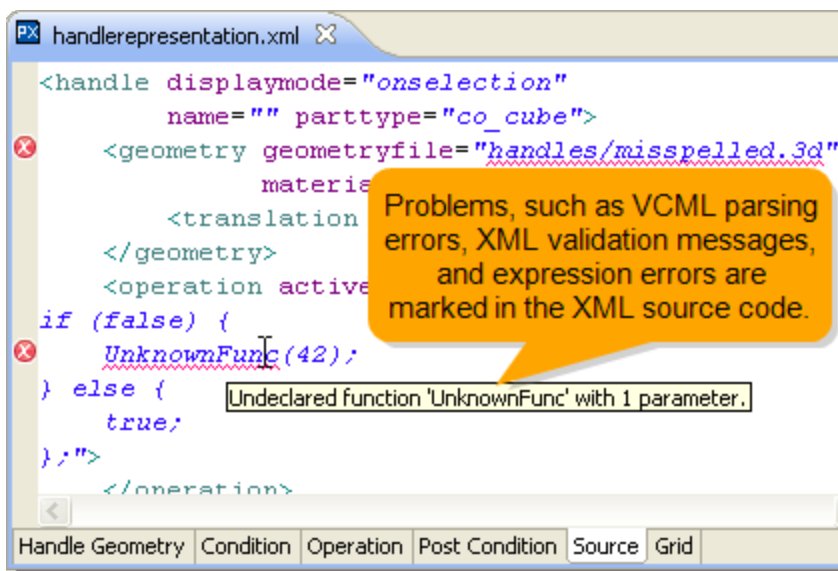 PX handlerepresentation.xml
<handle displaymode="onselection"
name="" parttype="co_cube">
<geometry geometryfile="handles/misspelled.3d"
materia
<translation
</geometry>
<operation active
if (false) {
UnknownFunc(42);
} else {
true;
};">
</operation>
Problems, such as VCML parsing
errors, XML validation messages,
and expression errors are
marked in the XML source code.
Undeclared function 'UnknownFunc' with 1 parameter.
Handle Geometry Condition Operation Post Condition Source Grid